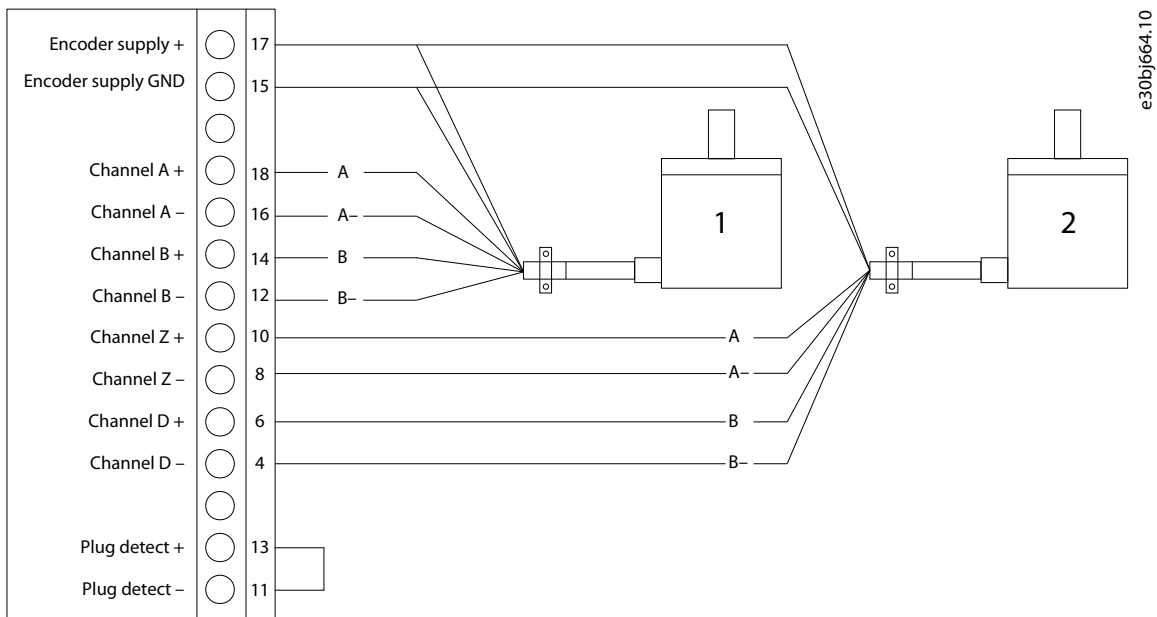 e30bj664.10
Encoder supply + 17
Encoder supply GND 15
Channel A + 18 A
Channel A – 16 A–
Channel B + 14 B
Channel B – 12 B–
Channel Z + 10 A
Channel Z – 8 A–
Channel D + 6 B
Channel D – 4 B–
Plug detect + 13
Plug detect – 11
1
2